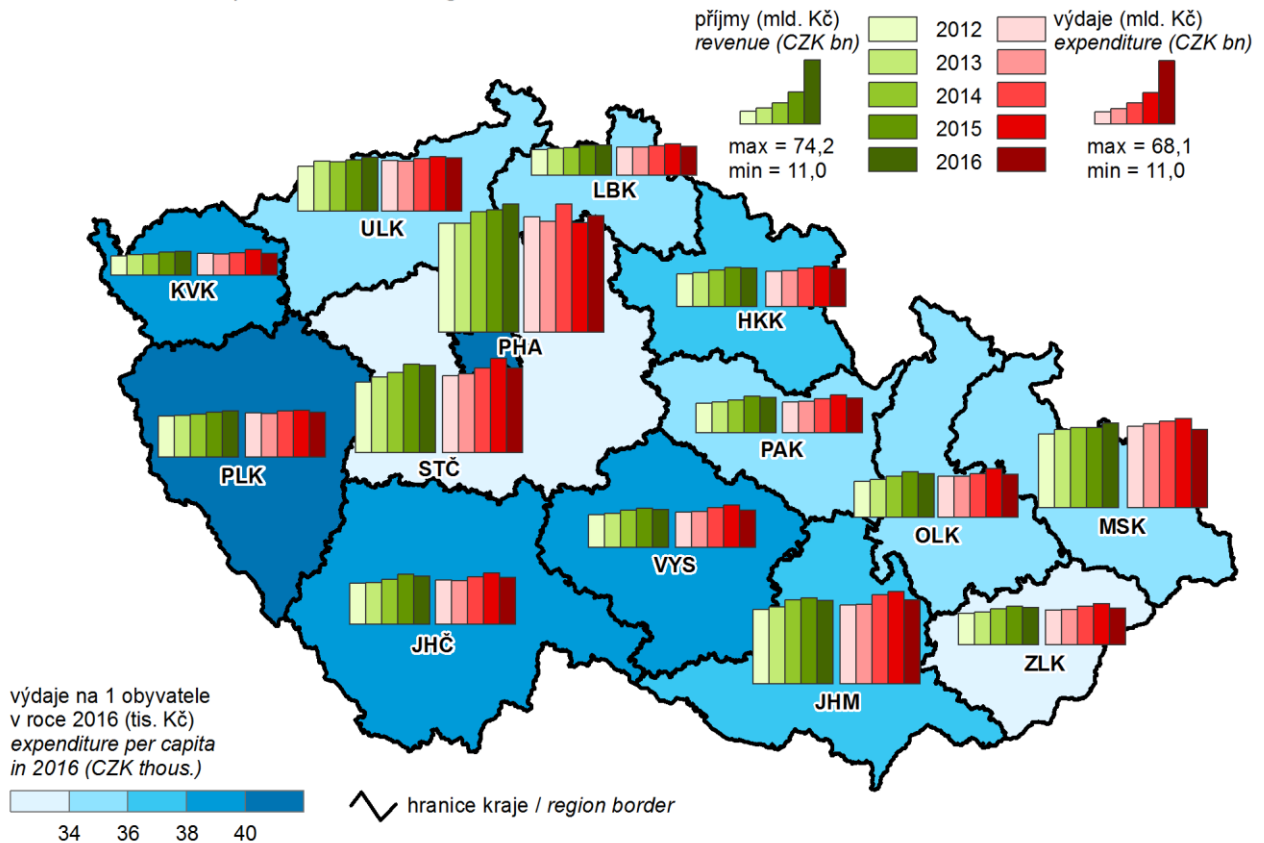 příjmy (mld. Kč)
revenue (CZK bn)
max = 74,2
min = 11,0
2012
2013
2014
2015
2016
výdaje (mld. Kč)
expenditure (CZK bn)
max = 68,1
min = 11,0
LBK
ULK
KVK
HKK
PHA
PAK
STČ
PLK
MSK
OLK
VYS
JHČ
ZLK
JHM
výdaje na 1 obyvatele
v roce 2016 (tis. Kč)
expenditure per capita
in 2016 (CZK thous.)
34 36 38 40
hranice kraje / region border